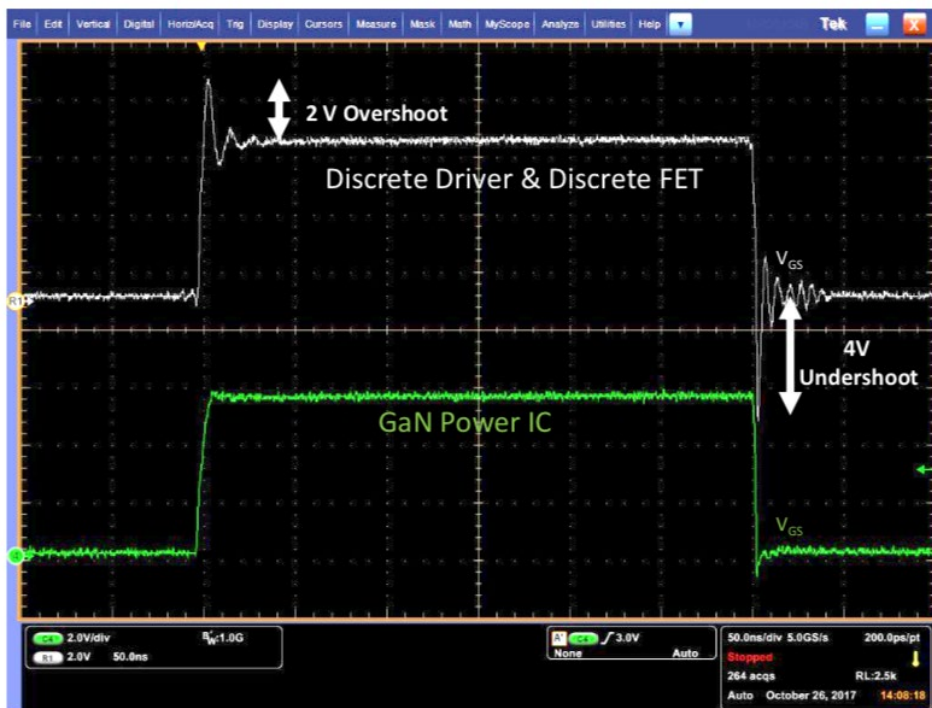 File Edit Vertical Digital Horiz/Acq Trig Display Cursors Measure Mask Math MyScope Analyze Utilities Help Tek X
2 V Overshoot
Discrete Driver & Discrete FET
VGS
R1
4V
Undershoot
GaN Power IC
VGS
C4 2.0V/div BW:1.0G
R1 2.0V 50.0ns
A' C4 3.0V
None Auto
50.0ns/div 5.0GS/s 200.0ps/pt
Stopped
264 acqs RL:2.5k
Auto October 26, 2017 14:08:18